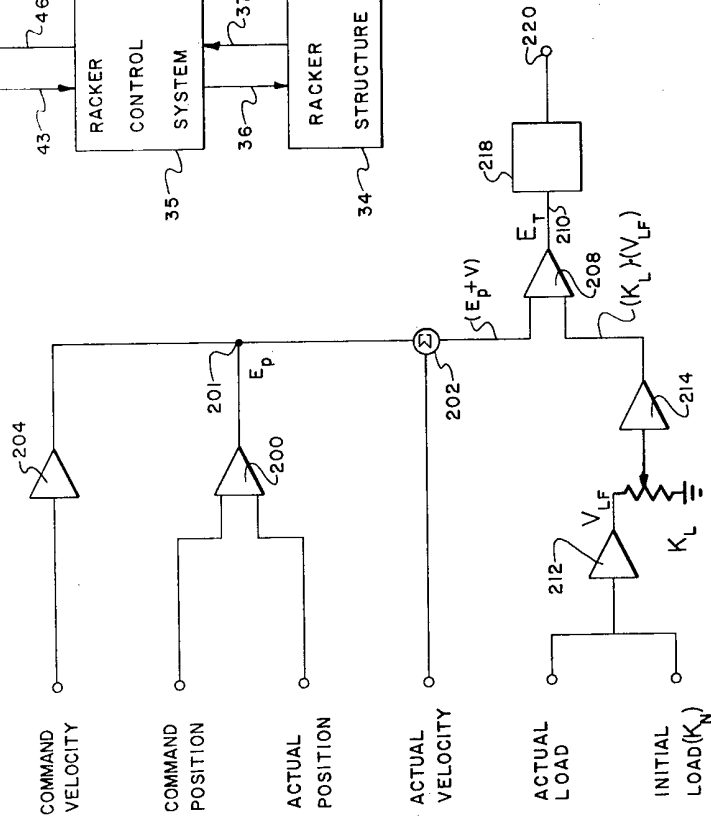 46
43
RACKER
CONTROL
SYSTEM
35
37
36
RACKER
STRUCTURE
34
220
218
E_T
210
208
(E_P+V)
(K_L)·(V_LF)
201
E_P
202
204
200
214
212
V_LF
K_L
COMMAND
VELOCITY
COMMAND
POSITION
ACTUAL
POSITION
Σ
ACTUAL
VELOCITY
ACTUAL
LOAD
INITIAL
LOAD(K_N)